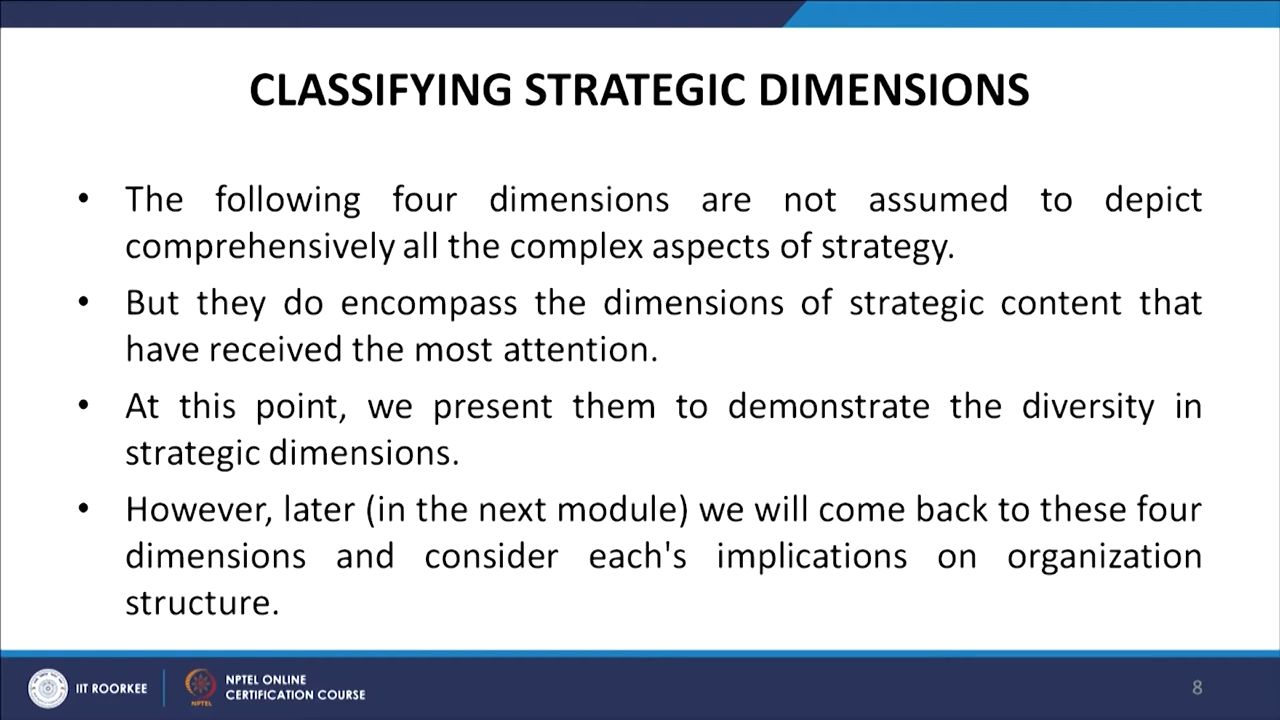 CLASSIFYING STRATEGIC DIMENSIONS
• The following four dimensions are not assumed to depict
comprehensively all the complex aspects of strategy.
• But they do encompass the dimensions of strategic content that
have received the most attention.
• At this point, we present them to demonstrate the diversity in
strategic dimensions.
• However, later (in the next module) we will come back to these four
dimensions and consider each's implications on organization
structure.
IIT ROORKEE
NPTEL
NPTEL ONLINE
CERTIFICATION COURSE
8